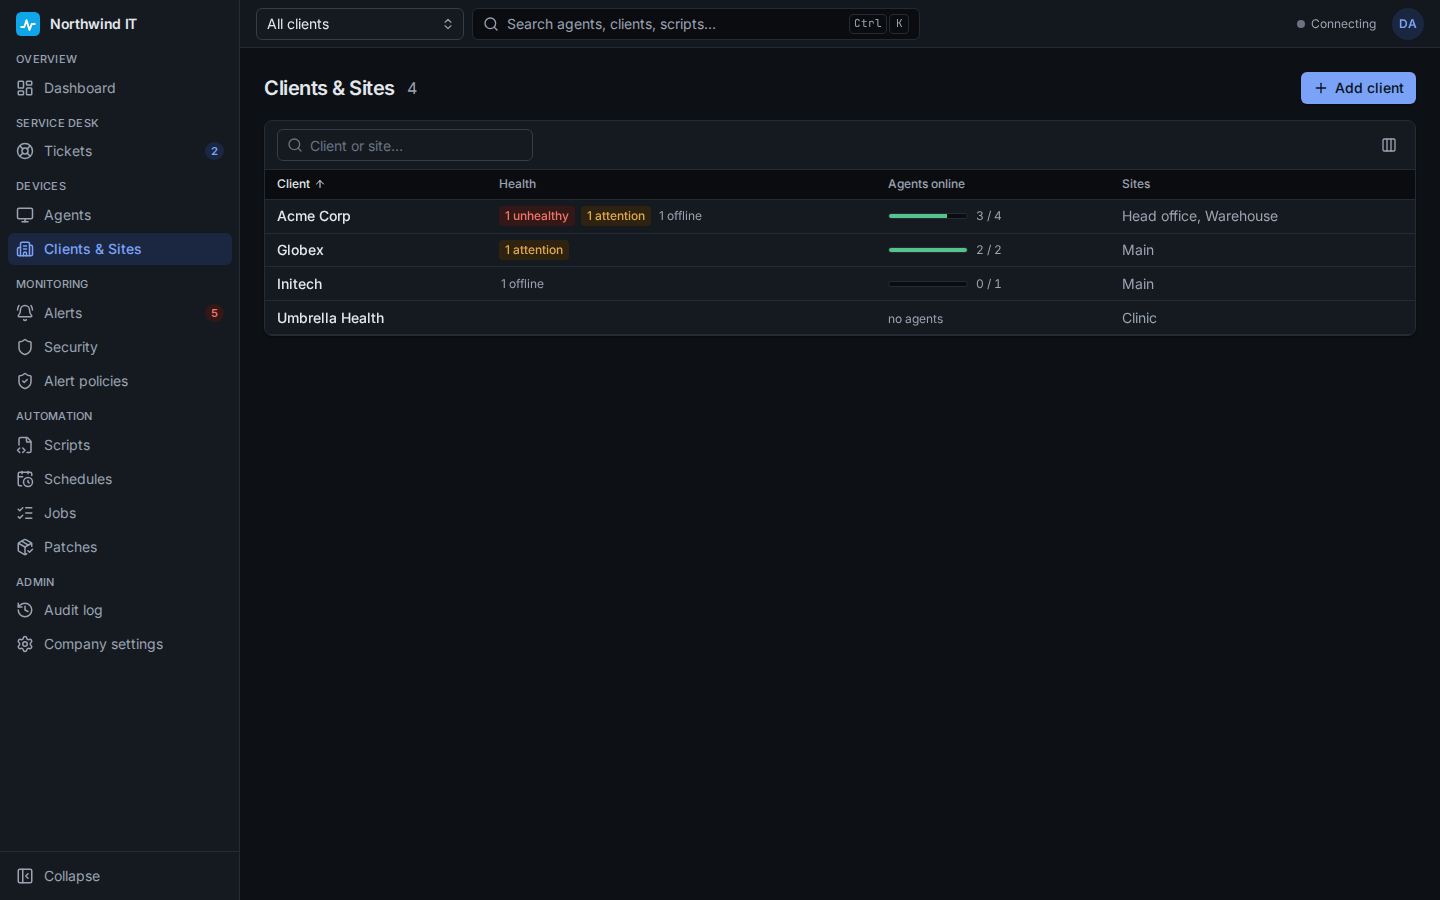 Northwind IT
OVERVIEW
Dashboard
SERVICE DESK
Tickets 2
DEVICES
Agents
Clients & Sites
MONITORING
Alerts 5
Security
Alert policies
AUTOMATION
Scripts
Schedules
Jobs
Patches
ADMIN
Audit log
Company settings
Collapse
All clients
Search agents, clients, scripts... Ctrl K
Connecting
DA
Clients & Sites 4
Add client
Client or site...
Client Health Agents online Sites
Acme Corp 1 unhealthy 1 attention 1 offline 3 / 4 Head office, Warehouse
Globex 1 attention 2 / 2 Main
Initech 1 offline 0 / 1 Main
Umbrella Health no agents Clinic